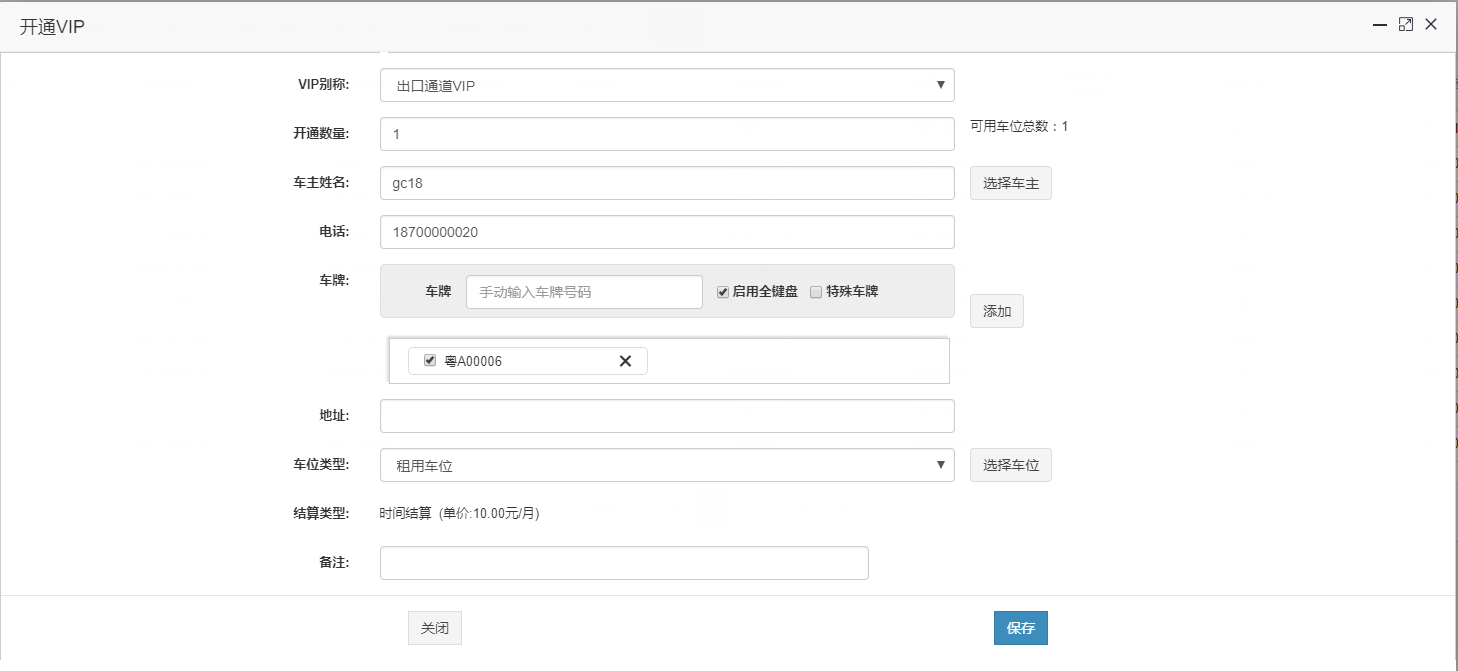 开通VIP
VIP别称: 出口通道VIP
开通数量: 1 可用车位总数：1
车主姓名: gc18 选择车主
电话: 18700000020
车牌: 车牌 手动输入车牌号码 启用全键盘 特殊车牌
添加
粤A00006
地址:
车位类型: 租用车位 选择车位
结算类型: 时间结算 (单价:10.00元/月)
备注:
关闭 保存